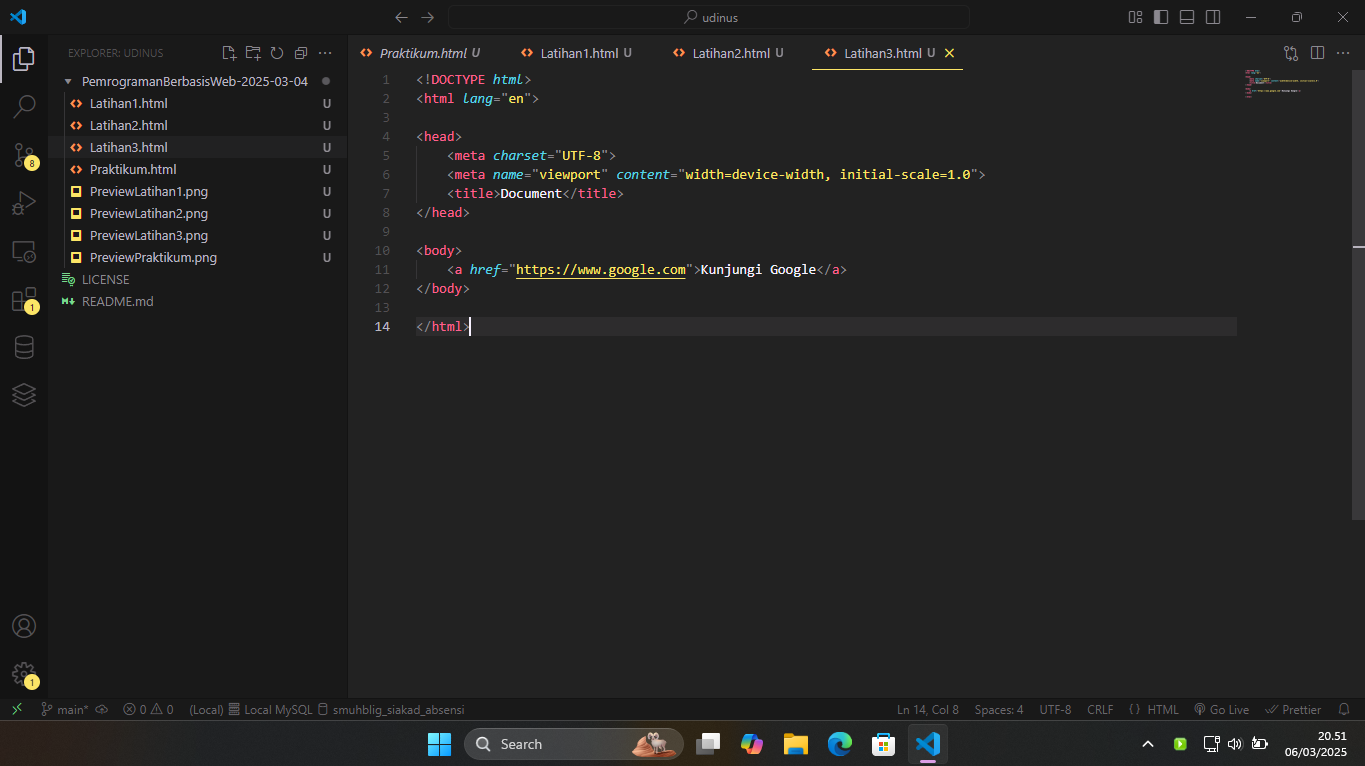 udinus
EXPLORER: UDINUS
PemrogramanBerbasisWeb-2025-03-04
Latihan1.html U
Latihan2.html U
Latihan3.html U
Praktikum.html U
PreviewLatihan1.png U
PreviewLatihan2.png U
PreviewLatihan3.png U
PreviewPraktikum.png U
LICENSE
README.md
8
1
1
Praktikum.html U Latihan1.html U Latihan2.html U Latihan3.html U
1 <!DOCTYPE html>
2 <html lang="en">
3
4 <head>
5     <meta charset="UTF-8">
6     <meta name="viewport" content="width=device-width, initial-scale=1.0">
7     <title>Document</title>
8 </head>
9
10 <body>
11     <a href="https://www.google.com">Kunjungi Google</a>
12 </body>
13
14 </html>
main* 0 0 (Local) Local MySQL smuhblig_siakad_absensi Ln 14, Col 8 Spaces: 4 UTF-8 CRLF {} HTML Go Live Prettier
Search
20.51
06/03/2025